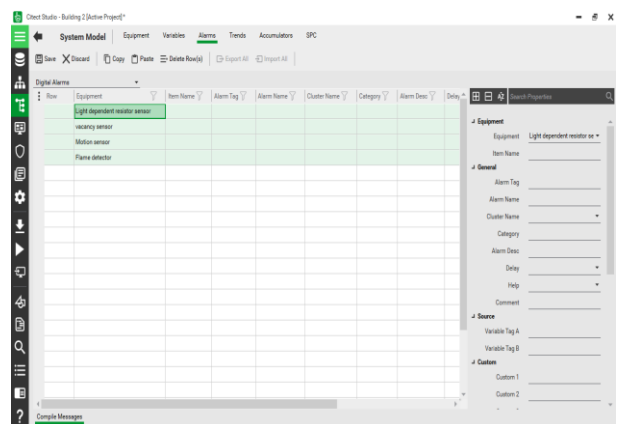 Citect Studio - Building 2 [Active Project]*
System Model Equipment Variables Alarms Trends Accumulators SPC
Save Discard Copy Paste Delete Row(s) Export All Import All
Digital Alarms
Row Equipment Item Name Alarm Tag Alarm Name Cluster Name Category Alarm Desc Delay
Light dependent resistor sensor
vacancy sensor
Motion sensor
Flame detector
Search Properties
Equipment
Equipment Light dependent resistor se
Item Name
General
Alarm Tag
Alarm Name
Cluster Name
Category
Alarm Desc
Delay
Help
Comment
Source
Variable Tag A
Variable Tag B
Custom
Custom 1
Custom 2
Compile Messages